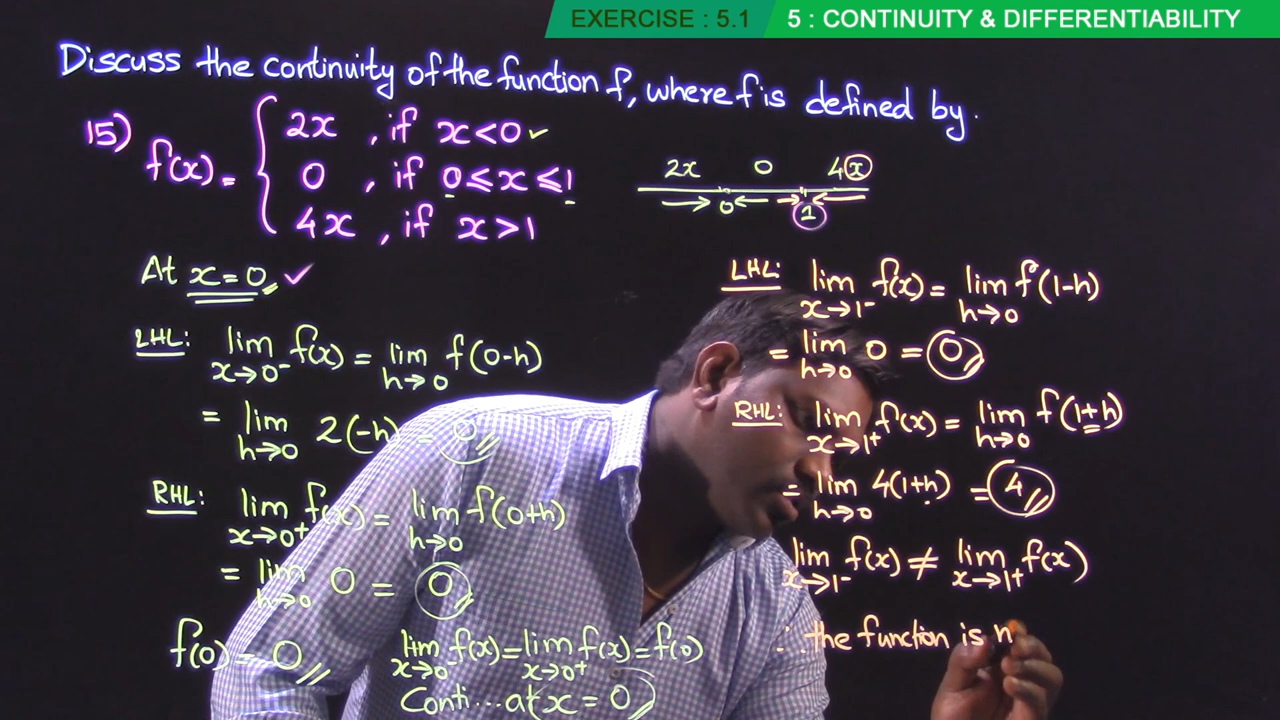 EXERCISE : 5.1 5 : CONTINUITY & DIFFERENTIABILITY
Discuss the continuity of the function f, where f is defined by.
15) f(x) = { 2x , if x<0 ✓
0 , if 0≤x≤1
4x , if x>1
2x 0 4x
0 1
At x=0, ✓
LHL: lim x→0⁻ f(x) = lim h→0 f(0-h)
= lim h→0 2(-h) = 0
RHL: lim x→0⁺ f(x) = lim h→0 f(0+h)
= lim h→0 0 = 0
f(0) = 0
lim x→0⁻ f(x) = lim x→0⁺ f(x) = f(0)
Conti... at x = 0
LHL: lim x→1⁻ f(x) = lim h→0 f(1-h)
= lim h→0 0 = 0
RHL: lim x→1⁺ f(x) = lim h→0 f(1+h)
= lim h→0 4(1+h) = 4
lim x→1⁻ f(x) ≠ lim x→1⁺ f(x)
∴ the function is n